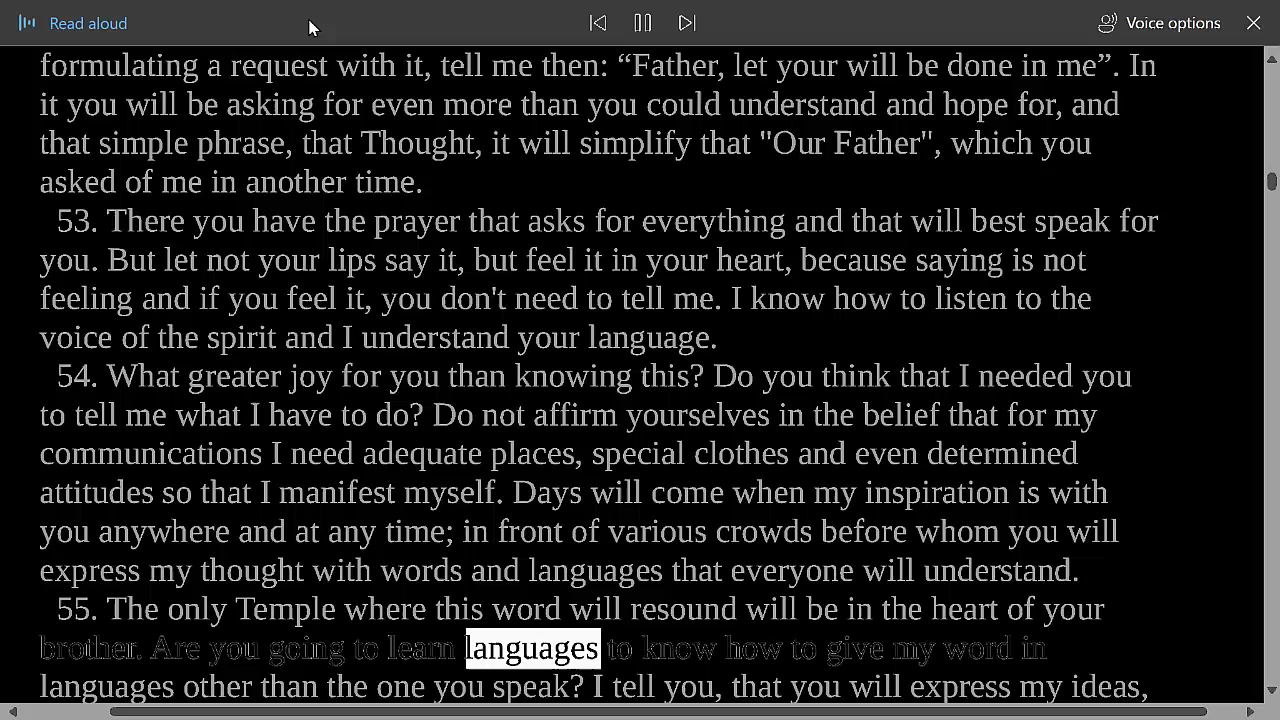 Read aloud
Voice options
formulating a request with it, tell me then: “Father, let your will be done in me”. In
it you will be asking for even more than you could understand and hope for, and
that simple phrase, that Thought, it will simplify that "Our Father", which you
asked of me in another time.
53. There you have the prayer that asks for everything and that will best speak for
you. But let not your lips say it, but feel it in your heart, because saying is not
feeling and if you feel it, you don't need to tell me. I know how to listen to the
voice of the spirit and I understand your language.
54. What greater joy for you than knowing this? Do you think that I needed you
to tell me what I have to do? Do not affirm yourselves in the belief that for my
communications I need adequate places, special clothes and even determined
attitudes so that I manifest myself. Days will come when my inspiration is with
you anywhere and at any time; in front of various crowds before whom you will
express my thought with words and languages that everyone will understand.
55. The only Temple where this word will resound will be in the heart of your
brother. Are you going to learn languages to know how to give my word in
languages other than the one you speak? I tell you, that you will express my ideas,